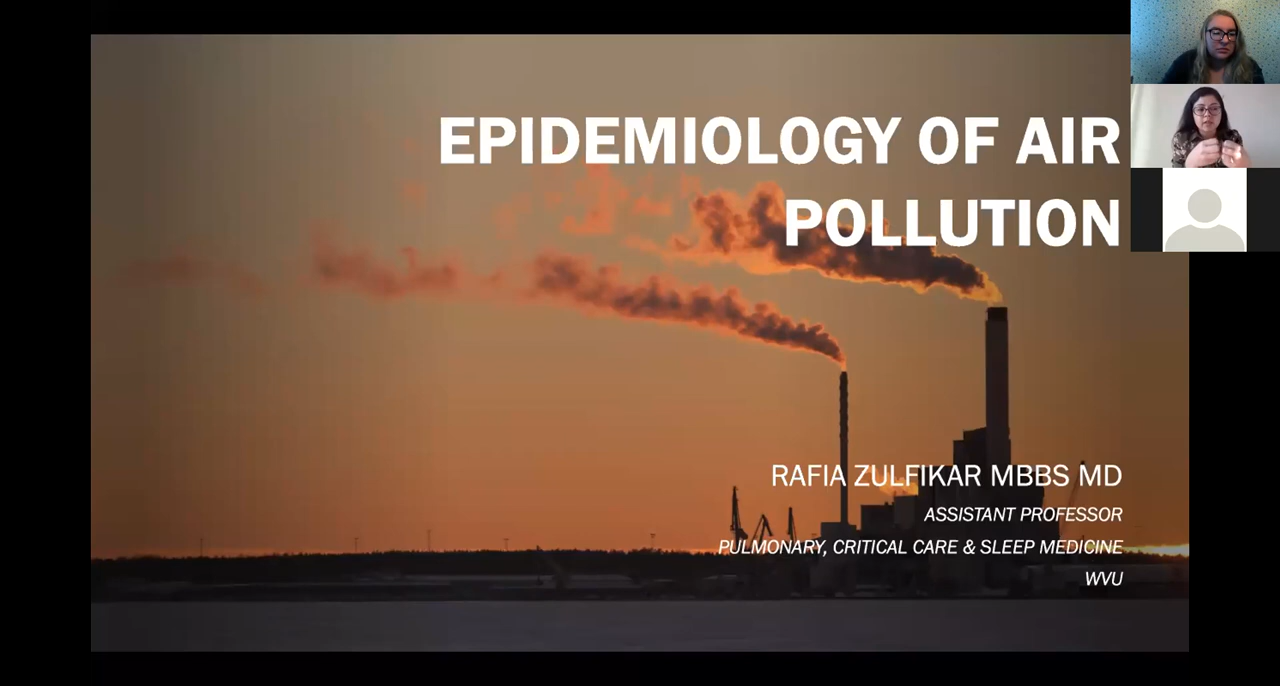 EPIDEMIOLOGY OF AIR
POLLUTION
RAFIA ZULFIKAR MBBS MD
ASSISTANT PROFESSOR
PULMONARY, CRITICAL CARE & SLEEP MEDICINE
WVU